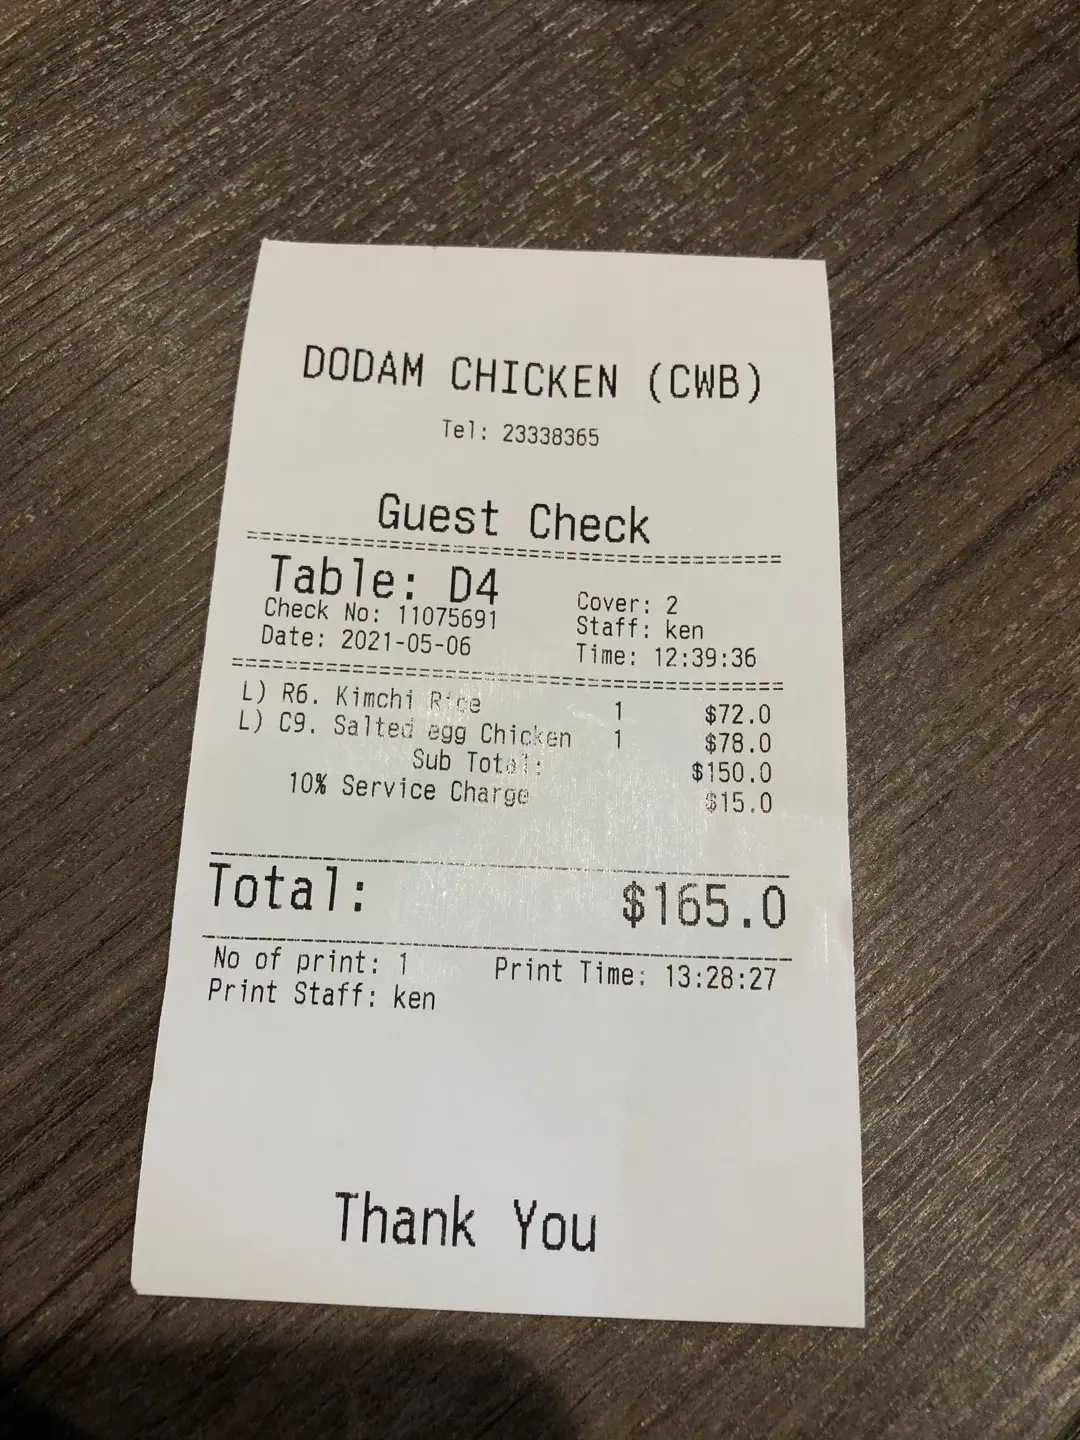 DODAM CHICKEN (CWB)
Tel: 23338365
Guest Check
Table: D4
Cover: 2
Check No: 11075691
Staff: ken
Date: 2021-05-06
Time: 12:39:36
L) R6. Kimchi Rice 1 $72.0
L) C9. Salted egg Chicken 1 $78.0
Sub Total: $150.0
10% Service Charge $15.0
Total: $165.0
No of print: 1 Print Time: 13:28:27
Print Staff: ken
Thank You